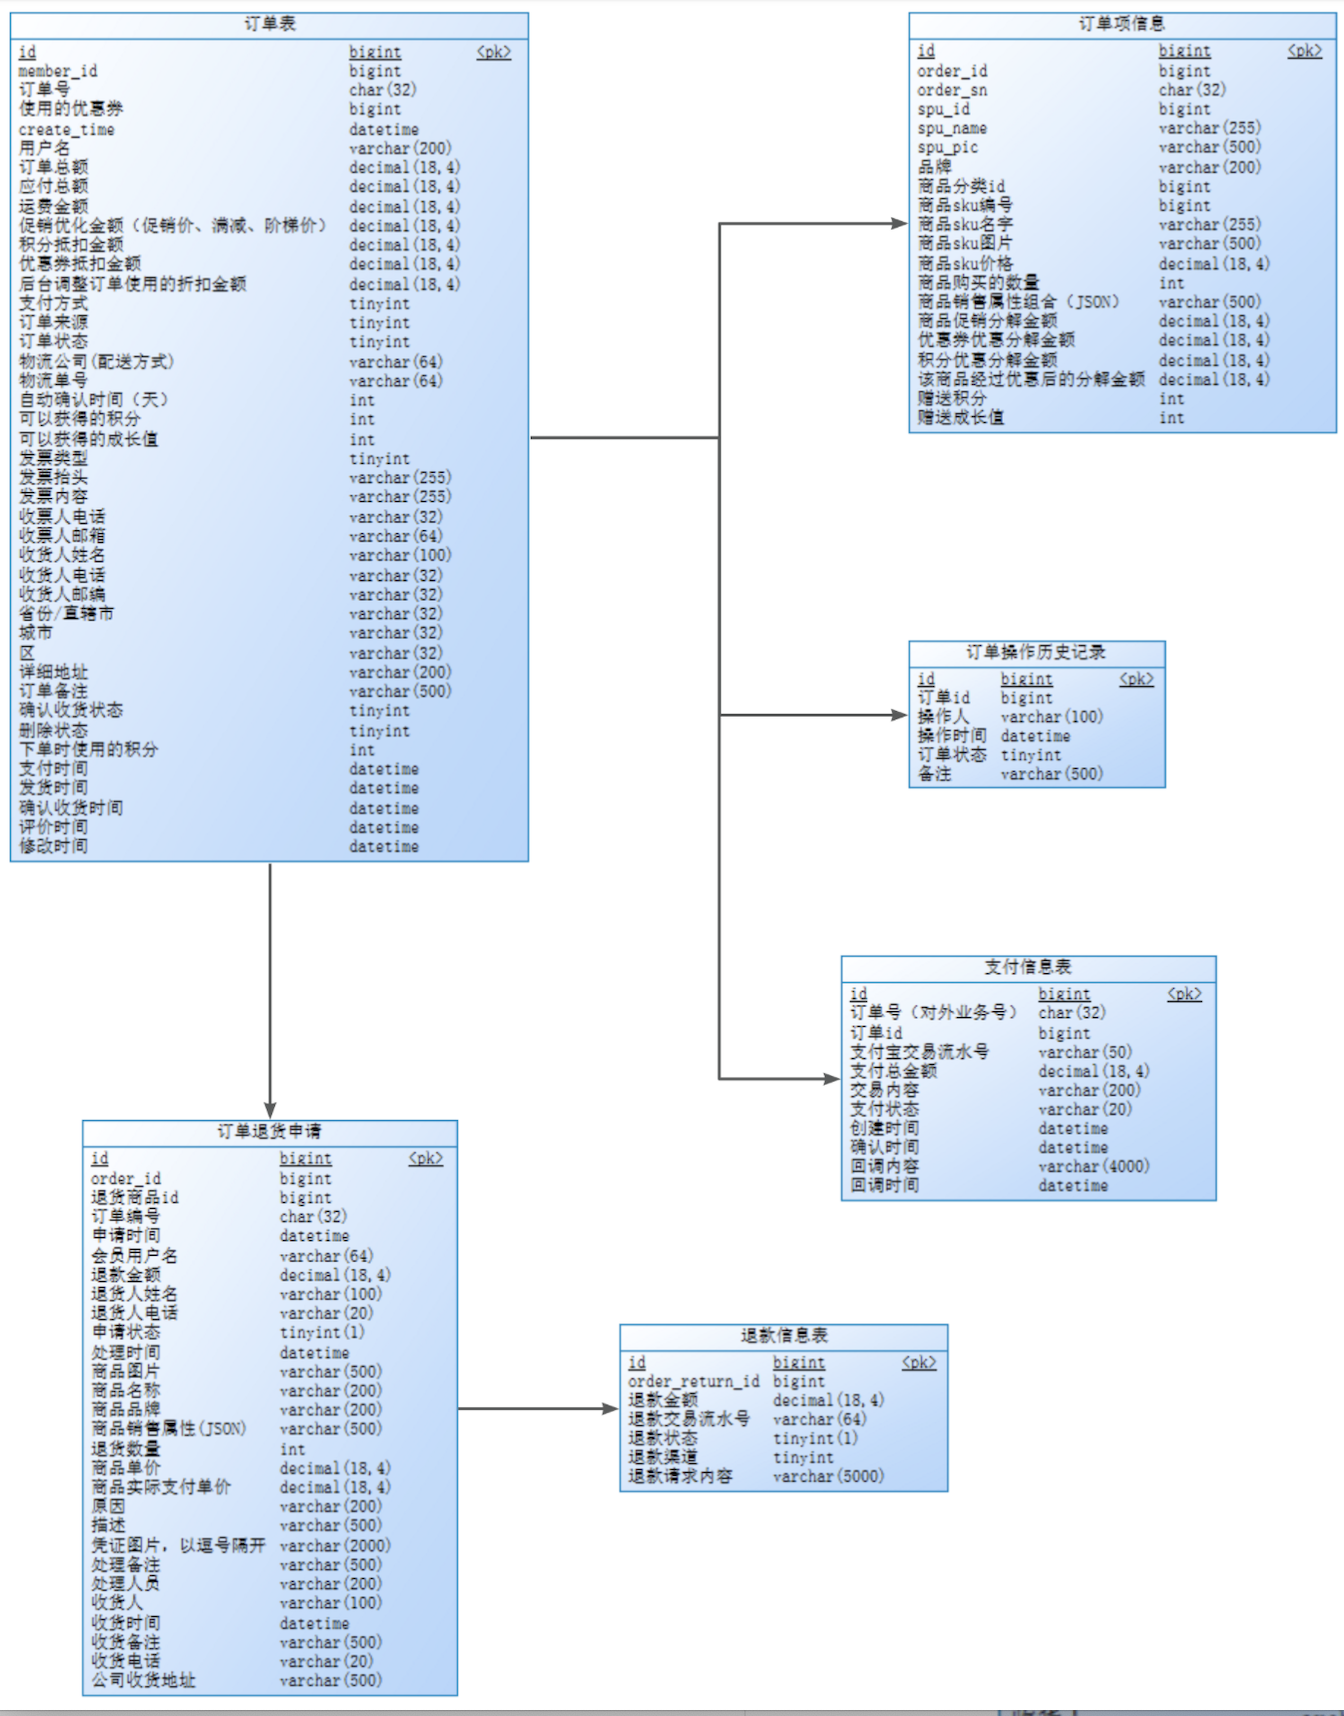 订单表
id bigint <pk>
member_id bigint
订单号 char(32)
使用的优惠券 bigint
create_time datetime
用户名 varchar(200)
订单总额 decimal(18,4)
应付总额 decimal(18,4)
运费金额 decimal(18,4)
促销优化金额（促销价、满减、阶梯价） decimal(18,4)
积分抵扣金额 decimal(18,4)
优惠券抵扣金额 decimal(18,4)
后台调整订单使用的折扣金额 decimal(18,4)
支付方式 tinyint
订单来源 tinyint
订单状态 tinyint
物流公司(配送方式) varchar(64)
物流单号 varchar(64)
自动确认时间（天） int
可以获得的积分 int
可以获得的成长值 int
发票类型 tinyint
发票抬头 varchar(255)
发票内容 varchar(255)
收票人电话 varchar(32)
收票人邮箱 varchar(64)
收货人姓名 varchar(100)
收货人电话 varchar(32)
收货人邮编 varchar(32)
省份/直辖市 varchar(32)
城市 varchar(32)
区 varchar(32)
详细地址 varchar(200)
订单备注 varchar(500)
确认收货状态 tinyint
删除状态 tinyint
下单时使用的积分 int
支付时间 datetime
发货时间 datetime
确认收货时间 datetime
评价时间 datetime
修改时间 datetime
订单项信息
id bigint <pk>
order_id bigint
order_sn char(32)
spu_id bigint
spu_name varchar(255)
spu_pic varchar(500)
品牌 varchar(200)
商品分类id bigint
商品sku编号 bigint
商品sku名字 varchar(255)
商品sku图片 varchar(500)
商品sku价格 decimal(18,4)
商品购买的数量 int
商品销售属性组合（JSON） varchar(500)
商品促销分解金额 decimal(18,4)
优惠券优惠分解金额 decimal(18,4)
积分优惠分解金额 decimal(18,4)
该商品经过优惠后的分解金额 decimal(18,4)
赠送积分 int
赠送成长值 int
订单操作历史记录
id bigint <pk>
订单id bigint
操作人 varchar(100)
操作时间 datetime
订单状态 tinyint
备注 varchar(500)
支付信息表
id bigint <pk>
订单号（对外业务号） char(32)
订单id bigint
支付宝交易流水号 varchar(50)
支付总金额 decimal(18,4)
交易内容 varchar(200)
支付状态 varchar(20)
创建时间 datetime
确认时间 datetime
回调内容 varchar(4000)
回调时间 datetime
订单退货申请
id bigint <pk>
order_id bigint
退货商品id bigint
订单编号 char(32)
申请时间 datetime
会员用户名 varchar(64)
退款金额 decimal(18,4)
退货人姓名 varchar(100)
退货人电话 varchar(20)
申请状态 tinyint(1)
处理时间 datetime
商品图片 varchar(500)
商品名称 varchar(200)
商品品牌 varchar(200)
商品销售属性(JSON) varchar(500)
退货数量 int
商品单价 decimal(18,4)
商品实际支付单价 decimal(18,4)
原因 varchar(200)
描述 varchar(500)
凭证图片，以逗号隔开 varchar(2000)
处理备注 varchar(500)
处理人员 varchar(200)
收货人 varchar(100)
收货时间 datetime
收货备注 varchar(500)
收货电话 varchar(20)
公司收货地址 varchar(500)
退款信息表
id bigint <pk>
order_return_id bigint
退款金额 decimal(18,4)
退款交易流水号 varchar(64)
退款状态 tinyint(1)
退款渠道 tinyint
退款请求内容 varchar(5000)